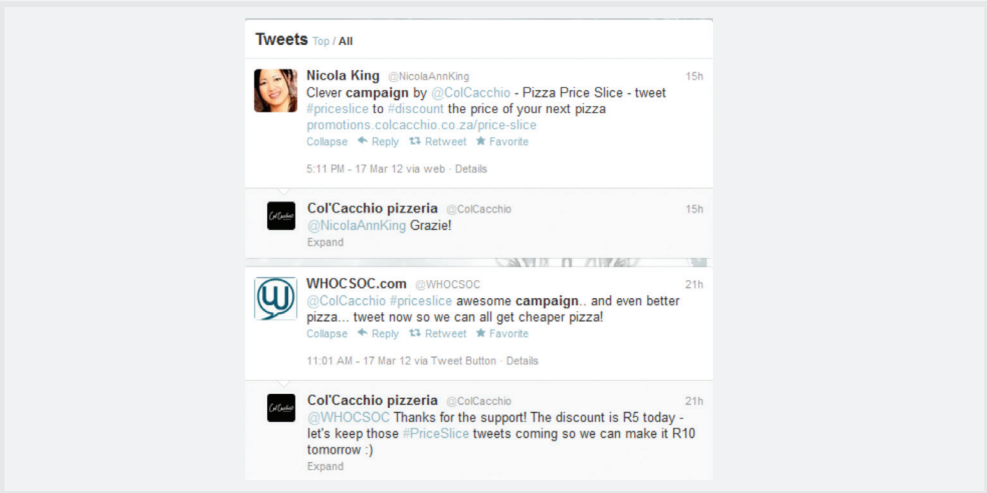 Tweets Top / All
Nicola King @NicolaAnnKing 15h
Clever campaign by @ColCacchio - Pizza Price Slice - tweet
#priceslice to #discount the price of your next pizza
promotions.colcacchio.co.za/price-slice
Collapse Reply Retweet Favorite
5:11 PM - 17 Mar 12 via web · Details
Col'Cacchio
Col'Cacchio pizzeria @ColCacchio 15h
@NicolaAnnKing Grazie!
Expand
WHOCSOC.com @WHOCSOC 21h
@ColCacchio #priceslice awesome campaign.. and even better
pizza... tweet now so we can all get cheaper pizza!
Collapse Reply Retweet Favorite
11:01 AM - 17 Mar 12 via Tweet Button · Details
Col'Cacchio
Col'Cacchio pizzeria @ColCacchio 21h
@WHOCSOC Thanks for the support! The discount is R5 today -
let's keep those #PriceSlice tweets coming so we can make it R10
tomorrow :)
Expand